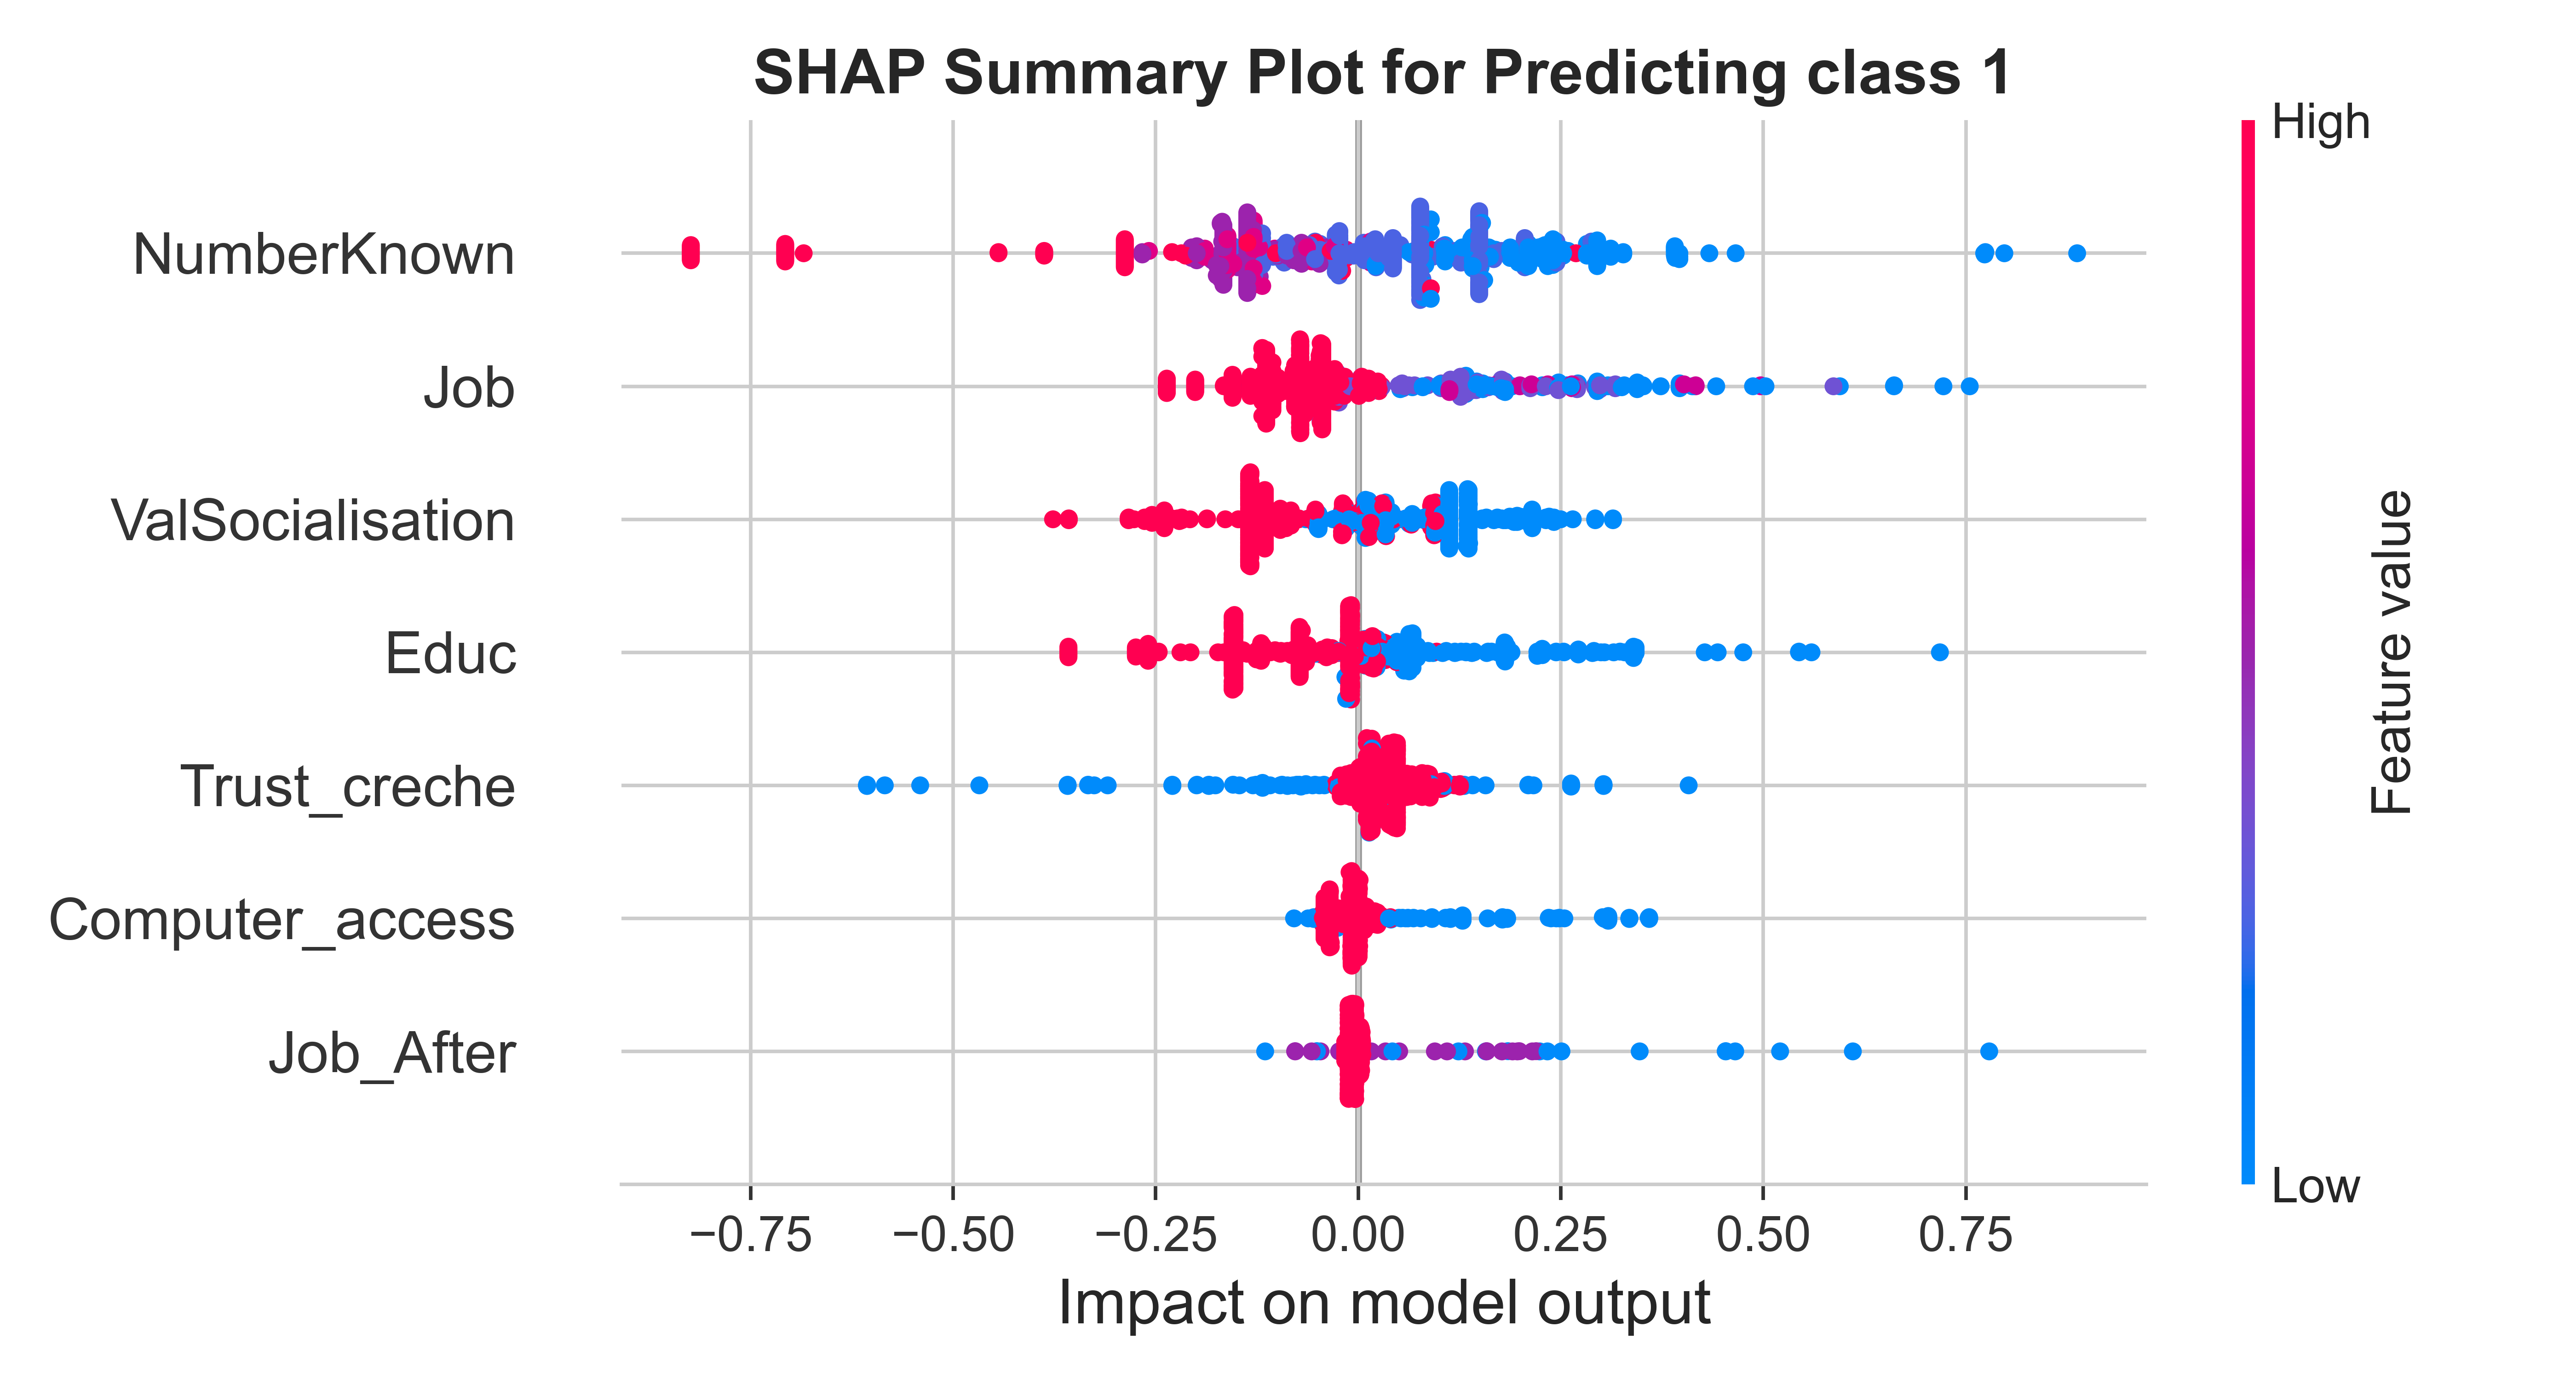 SHAP Summary Plot for Predicting class 1
High
NumberKnown
Job
ValSocialisation
Educ
Trust_creche
Computer_access
Job_After
Feature value
Low
−0.75 −0.50 −0.25 0.00 0.25 0.50 0.75
Impact on model output